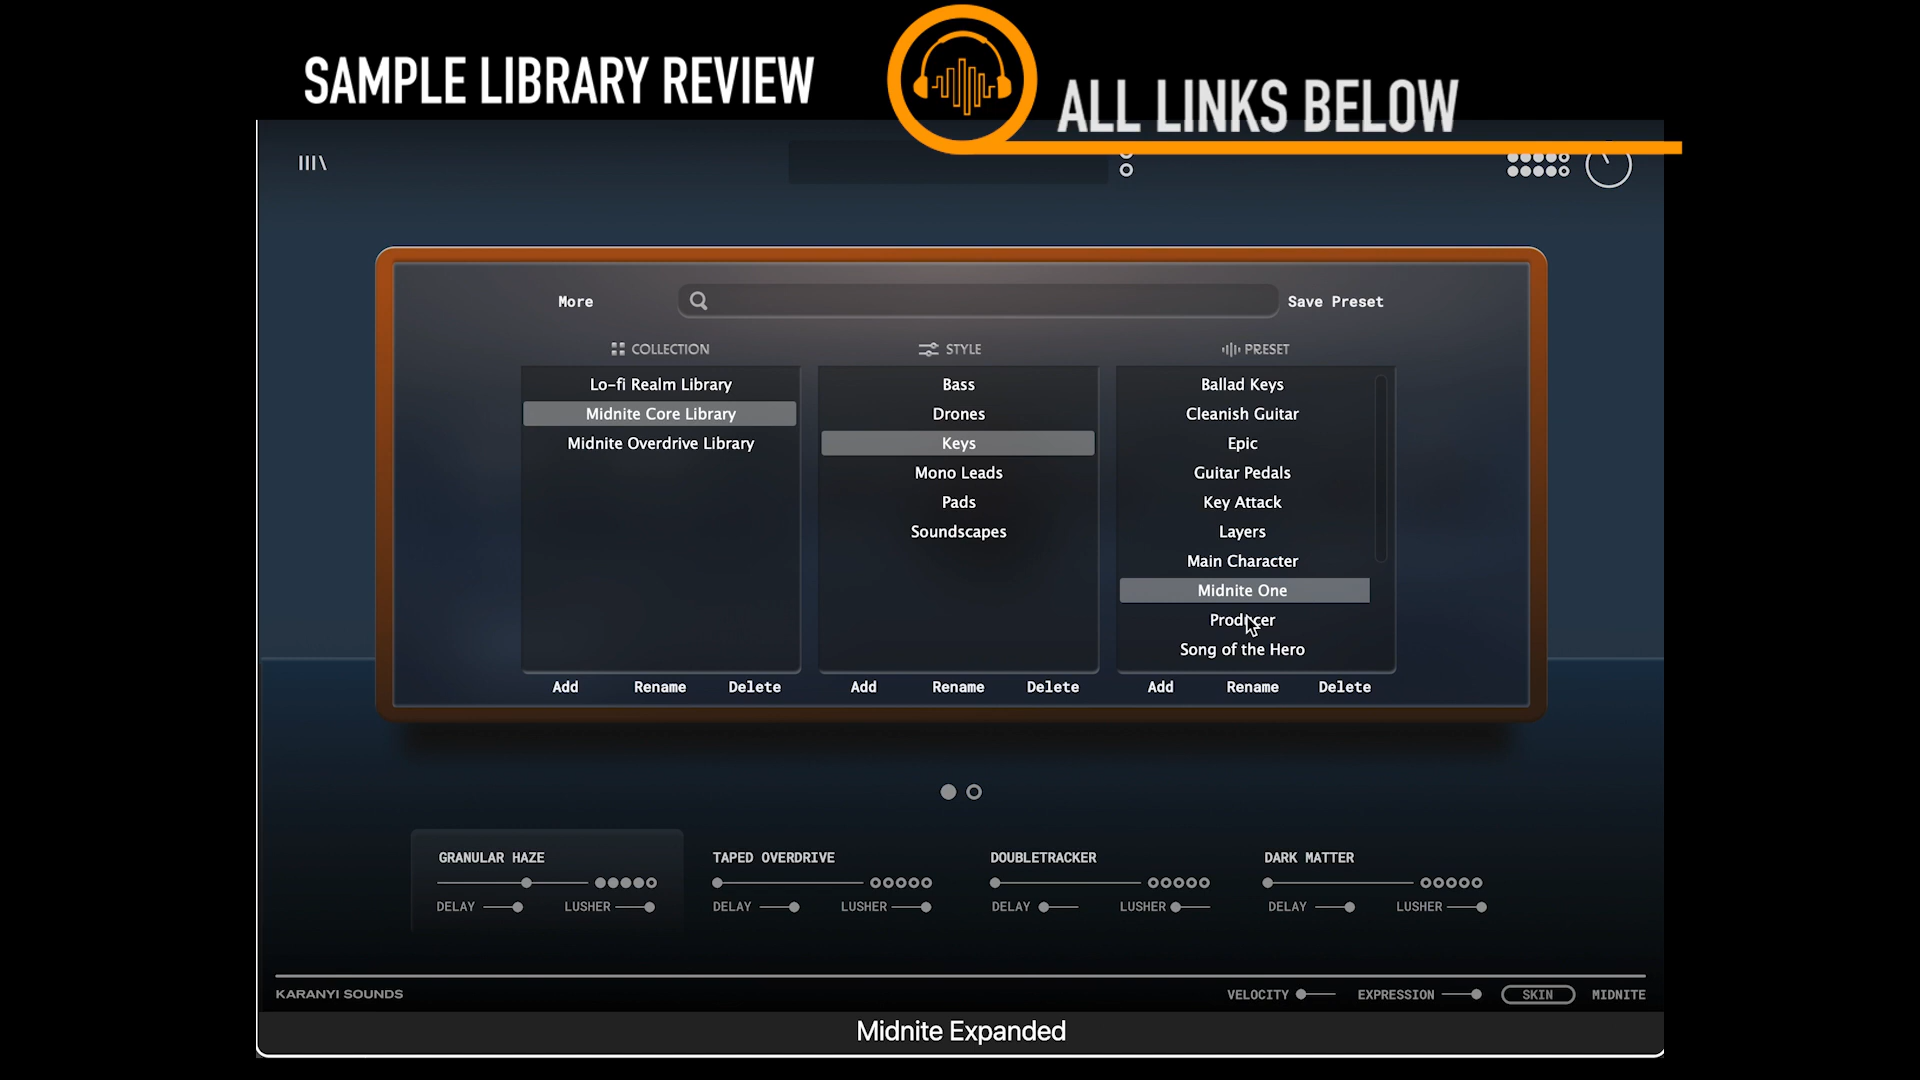 SAMPLE LIBRARY REVIEW
ALL LINKS BELOW
More
Save Preset
COLLECTION
STYLE
PRESET
Lo-fi Realm Library
Midnite Core Library
Midnite Overdrive Library
Bass
Drones
Keys
Mono Leads
Pads
Soundscapes
Ballad Keys
Cleanish Guitar
Epic
Guitar Pedals
Key Attack
Layers
Main Character
Midnite One
Producer
Song of the Hero
Add Rename Delete
Add Rename Delete
Add Rename Delete
GRANULAR HAZE
DELAY LUSHER
TAPED OVERDRIVE
DELAY LUSHER
DOUBLETRACKER
DELAY LUSHER
DARK MATTER
DELAY LUSHER
KARANYI SOUNDS
VELOCITY EXPRESSION SKIN MIDNITE
Midnite Expanded